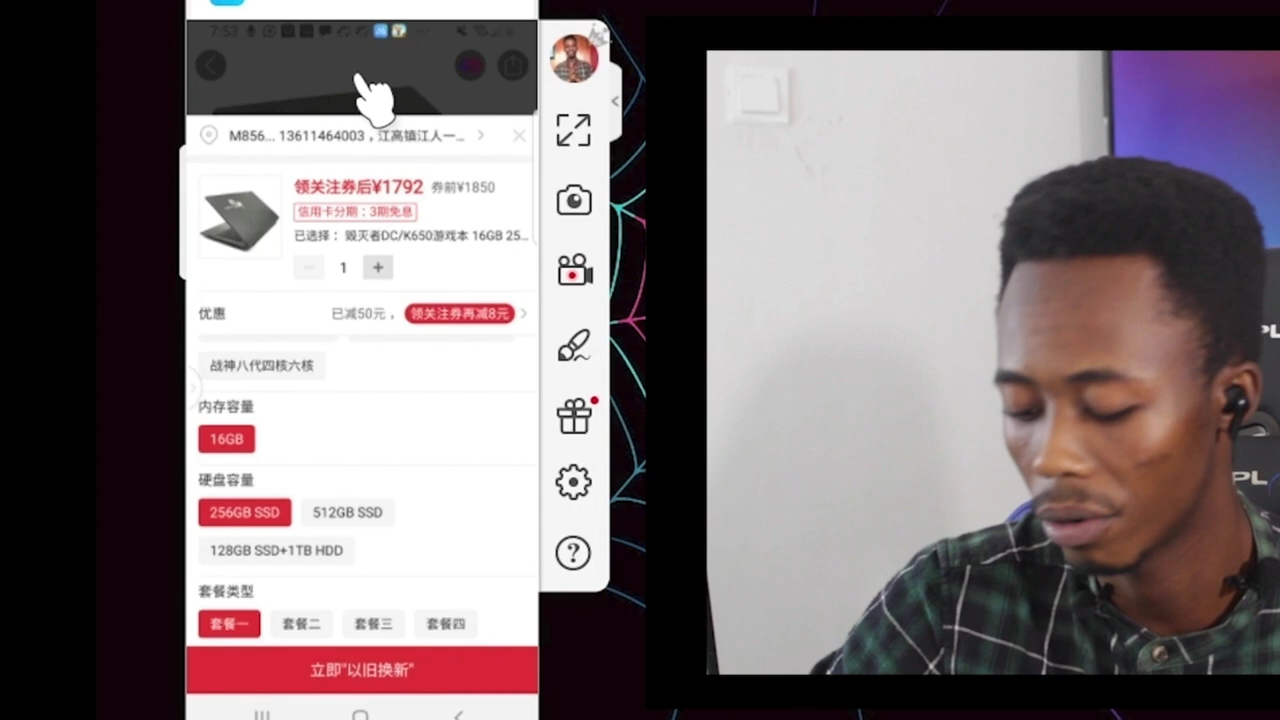 7:53
M856... 13611464003，江高镇江人一...
领关注券后¥1792 券前¥1850
信用卡分期：3期免息
已选择： 毁灭者DC/K650游戏本 16GB 25...
1
优惠 已减50元， 领关注券再减8元
战神八代四核六核
内存容量
16GB
硬盘容量
256GB SSD 512GB SSD
128GB SSD+1TB HDD
套餐类型
套餐一 套餐二 套餐三 套餐四
立即"以旧换新"
PL
PL